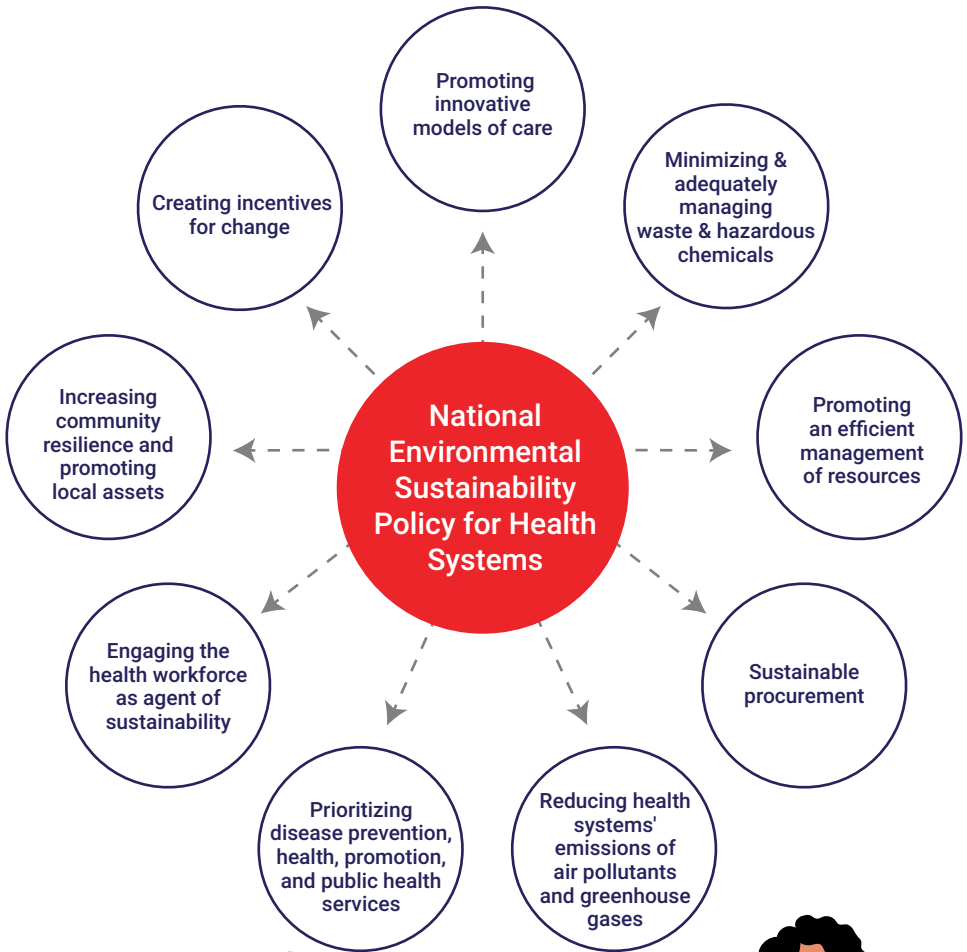 Promoting
innovative
models of care
Minimizing &
adequately
managing
waste & hazardous
chemicals
Creating incentives
for change
Increasing
community
resilience and
promoting
local assets
National
Environmental
Sustainability
Policy for Health
Systems
Promoting
an efficient
management
of resources
Engaging the
health workforce
as agent of
sustainability
Sustainable
procurement
Prioritizing
disease prevention,
health, promotion,
and public health
services
Reducing health
systems'
emissions of
air pollutants
and greenhouse
gases